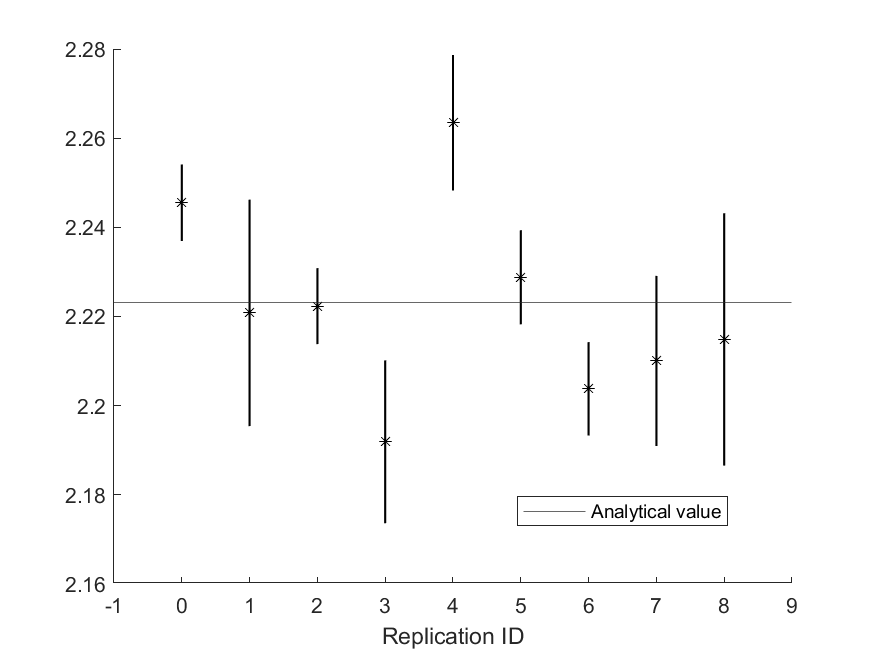 2.28
2.26
2.24
2.22
2.2
2.18
2.16
Analytical value
-1 0 1 2 3 4 5 6 7 8 9
Replication ID